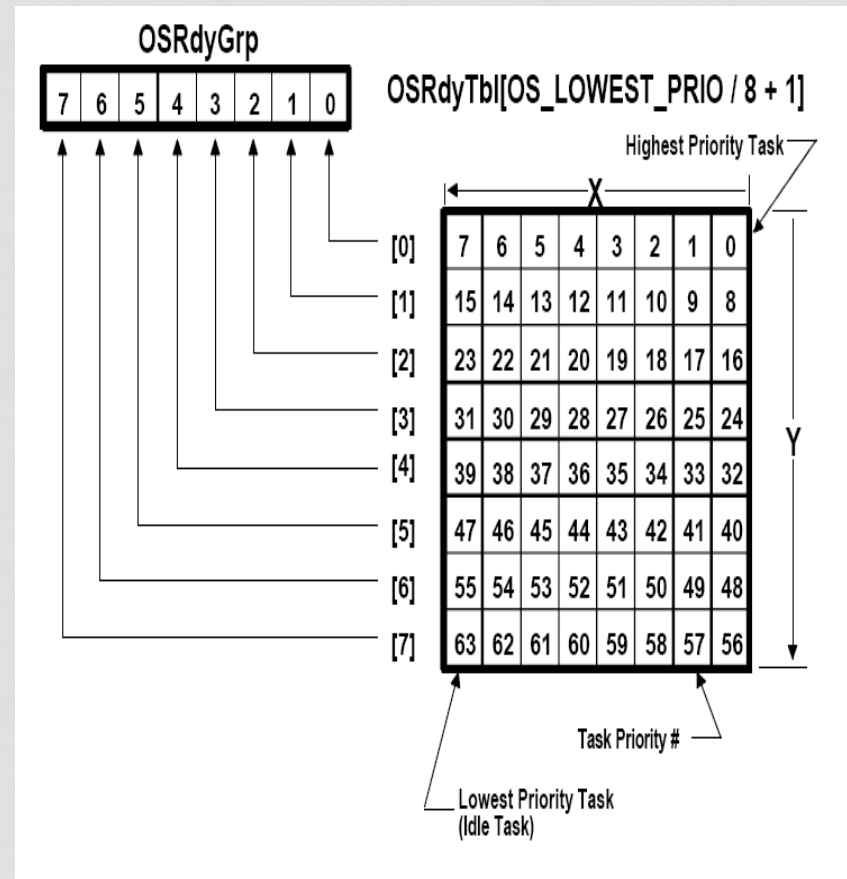 OSRdyGrp
7 6 5 4 3 2 1 0
OSRdyTbl[OS_LOWEST_PRIO / 8 + 1]
Highest Priority Task
X
[0] 7 6 5 4 3 2 1 0
[1] 15 14 13 12 11 10 9 8
[2] 23 22 21 20 19 18 17 16
[3] 31 30 29 28 27 26 25 24
Y
[4] 39 38 37 36 35 34 33 32
[5] 47 46 45 44 43 42 41 40
[6] 55 54 53 52 51 50 49 48
[7] 63 62 61 60 59 58 57 56
Task Priority #
Lowest Priority Task
(Idle Task)